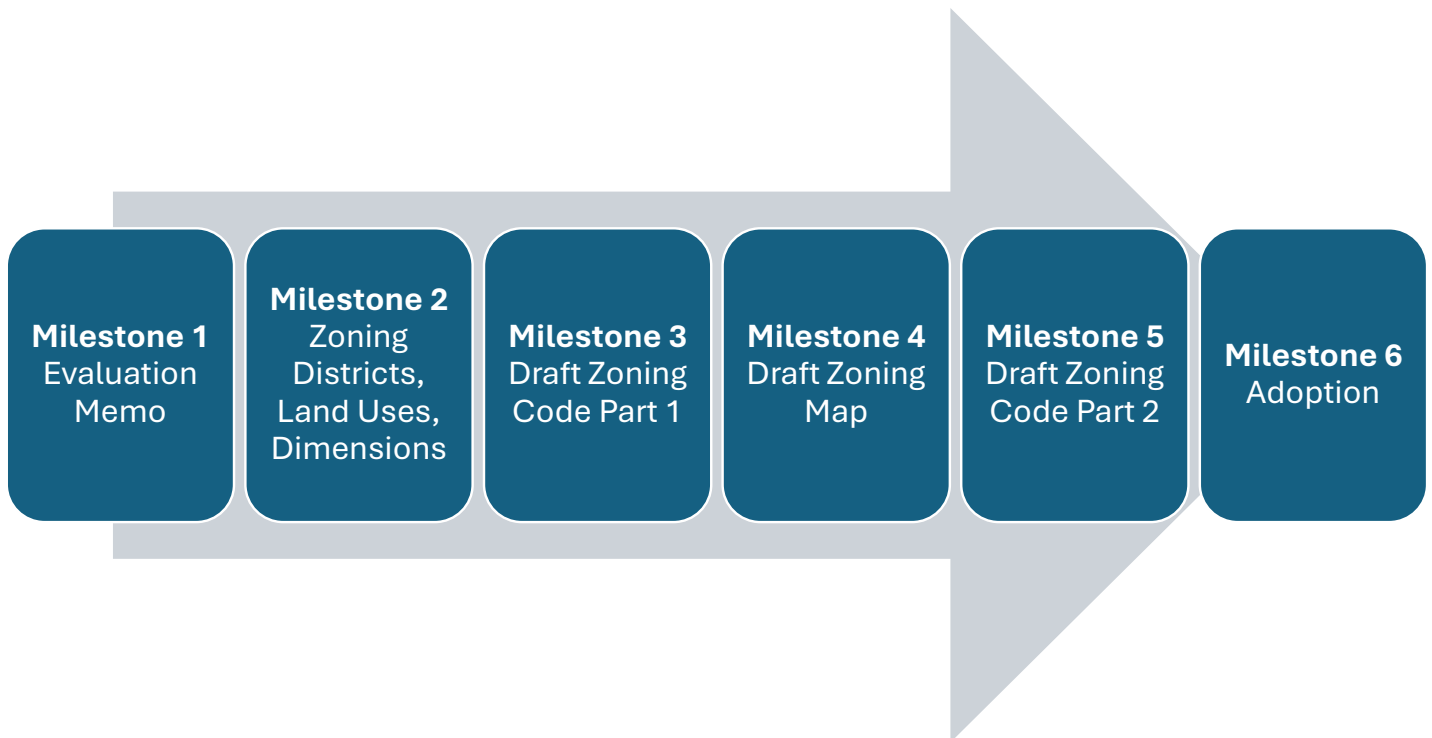 Milestone 1
Evaluation
Memo
Milestone 2
Zoning
Districts,
Land Uses,
Dimensions
Milestone 3
Draft Zoning
Code Part 1
Milestone 4
Draft Zoning
Map
Milestone 5
Draft Zoning
Code Part 2
Milestone 6
Adoption